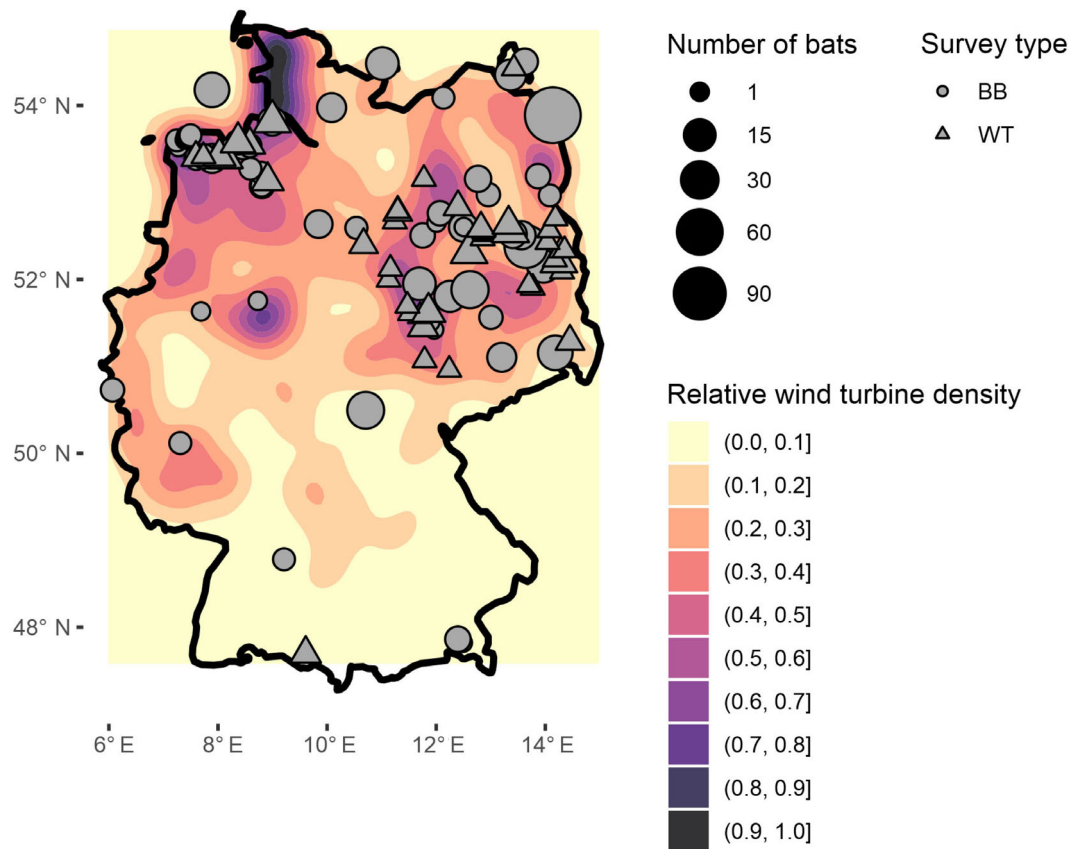 54° N
52° N
50° N
48° N
6° E
8° E
10° E
12° E
14° E
Number of bats
1
15
30
60
90
Survey type
BB
WT
Relative wind turbine density
(0.0, 0.1]
(0.1, 0.2]
(0.2, 0.3]
(0.3, 0.4]
(0.4, 0.5]
(0.5, 0.6]
(0.6, 0.7]
(0.7, 0.8]
(0.8, 0.9]
(0.9, 1.0]